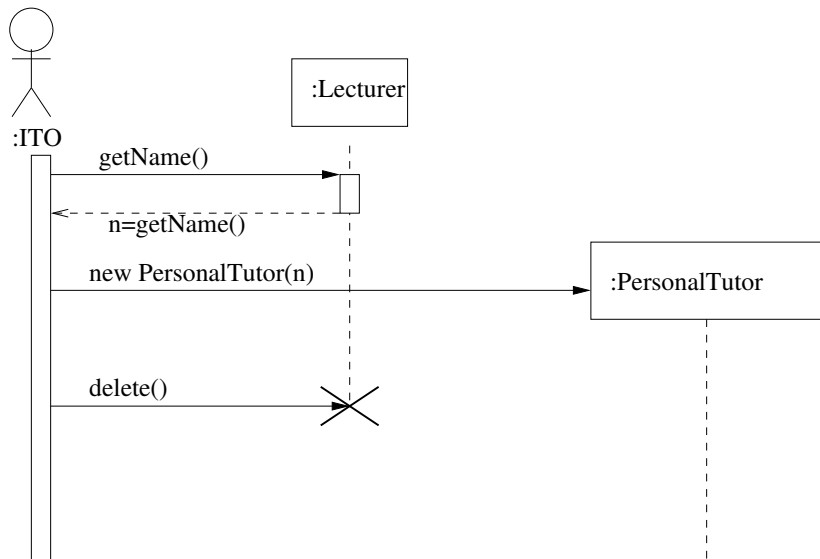 :Lecturer
:ITO
getName()
n=getName()
new PersonalTutor(n)
:PersonalTutor
delete()